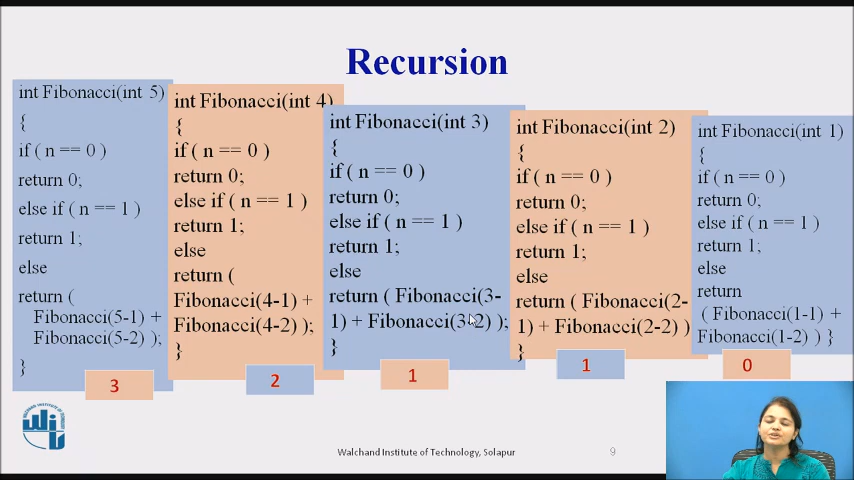 Recursion
int Fibonacci(int 5)
{
if ( n == 0 )
return 0;
else if ( n == 1 )
return 1;
else
return (
Fibonacci(5-1) +
Fibonacci(5-2) );
}
3
int Fibonacci(int 4)
{
if ( n == 0 )
return 0;
else if ( n == 1 )
return 1;
else
return (
Fibonacci(4-1) +
Fibonacci(4-2) );
}
2
int Fibonacci(int 3)
{
if ( n == 0 )
return 0;
else if ( n == 1 )
return 1;
else
return ( Fibonacci(3-
1) + Fibonacci(3-2) );
}
1
int Fibonacci(int 2)
{
if ( n == 0 )
return 0;
else if ( n == 1 )
return 1;
else
return ( Fibonacci(2-
1) + Fibonacci(2-2) )
}
1
int Fibonacci(int 1)
{
if ( n == 0 )
return 0;
else if ( n == 1 )
return 1;
else
return
( Fibonacci(1-1) +
Fibonacci(1-2) ) }
0
Walchand Institute of Technology, Solapur
9